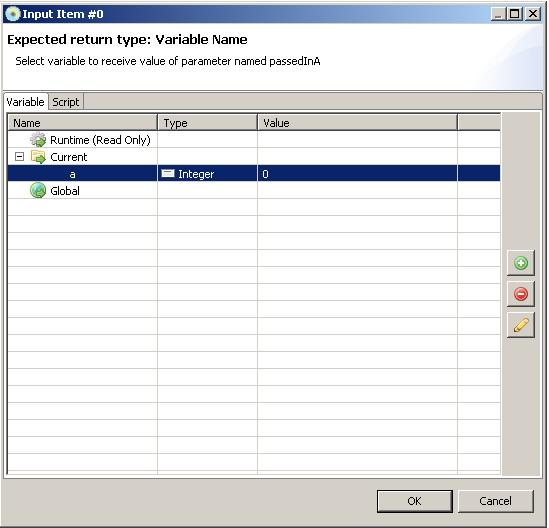 Input Item #0
Expected return type: Variable Name
Select variable to receive value of parameter named passedInA
Variable Script
Name Type Value
Runtime (Read Only)
Current
a Integer 0
Global
OK Cancel